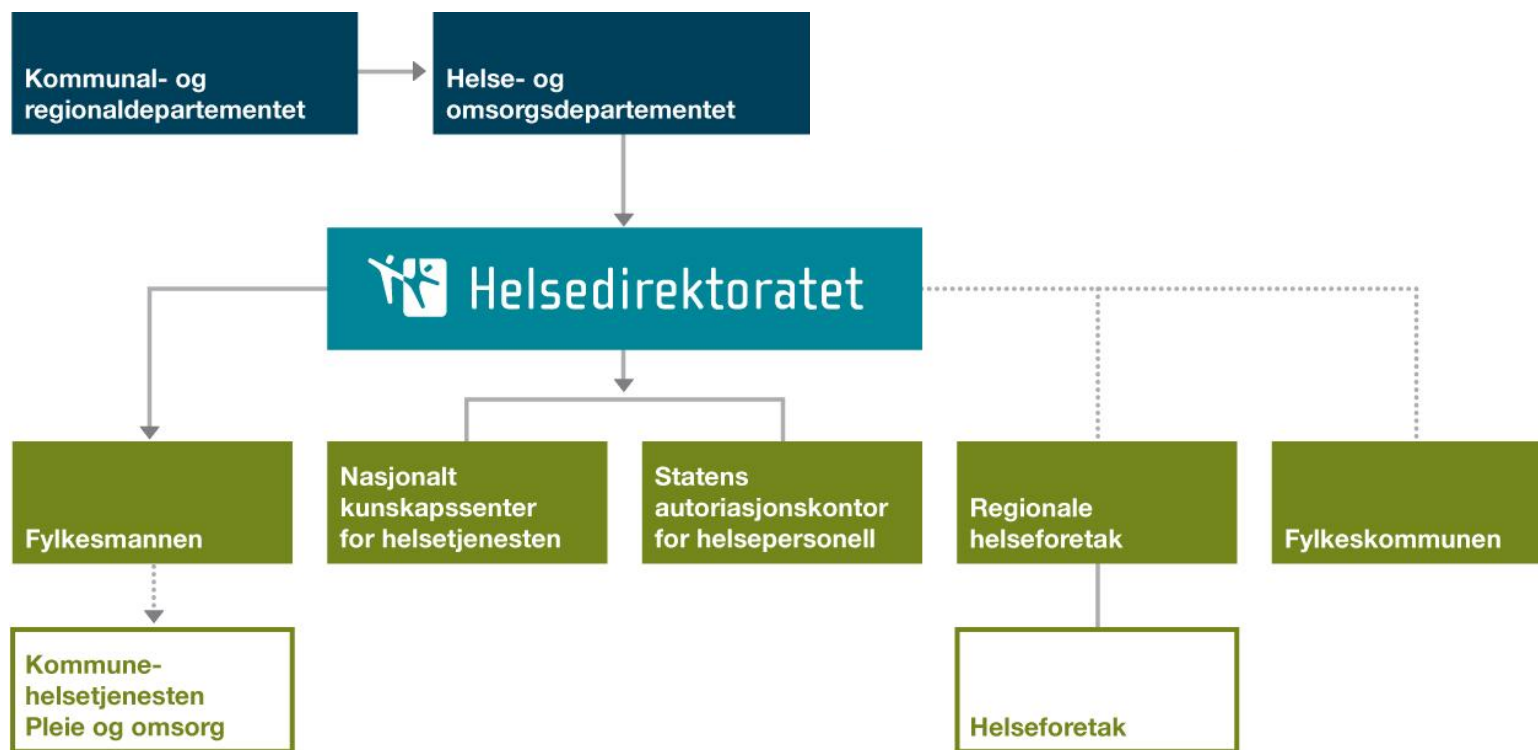 Kommunal- og
regionaldepartementet
Helse- og
omsorgsdepartementet
Helsedirektoratet
Fylkesmannen
Nasjonalt
kunskapssenter
for helsetjenesten
Statens
autoriasjonskontor
for helsepersonell
Regionale
helseforetak
Fylkeskommunen
Kommune-
helsetjenesten
Pleie og omsorg
Helseforetak